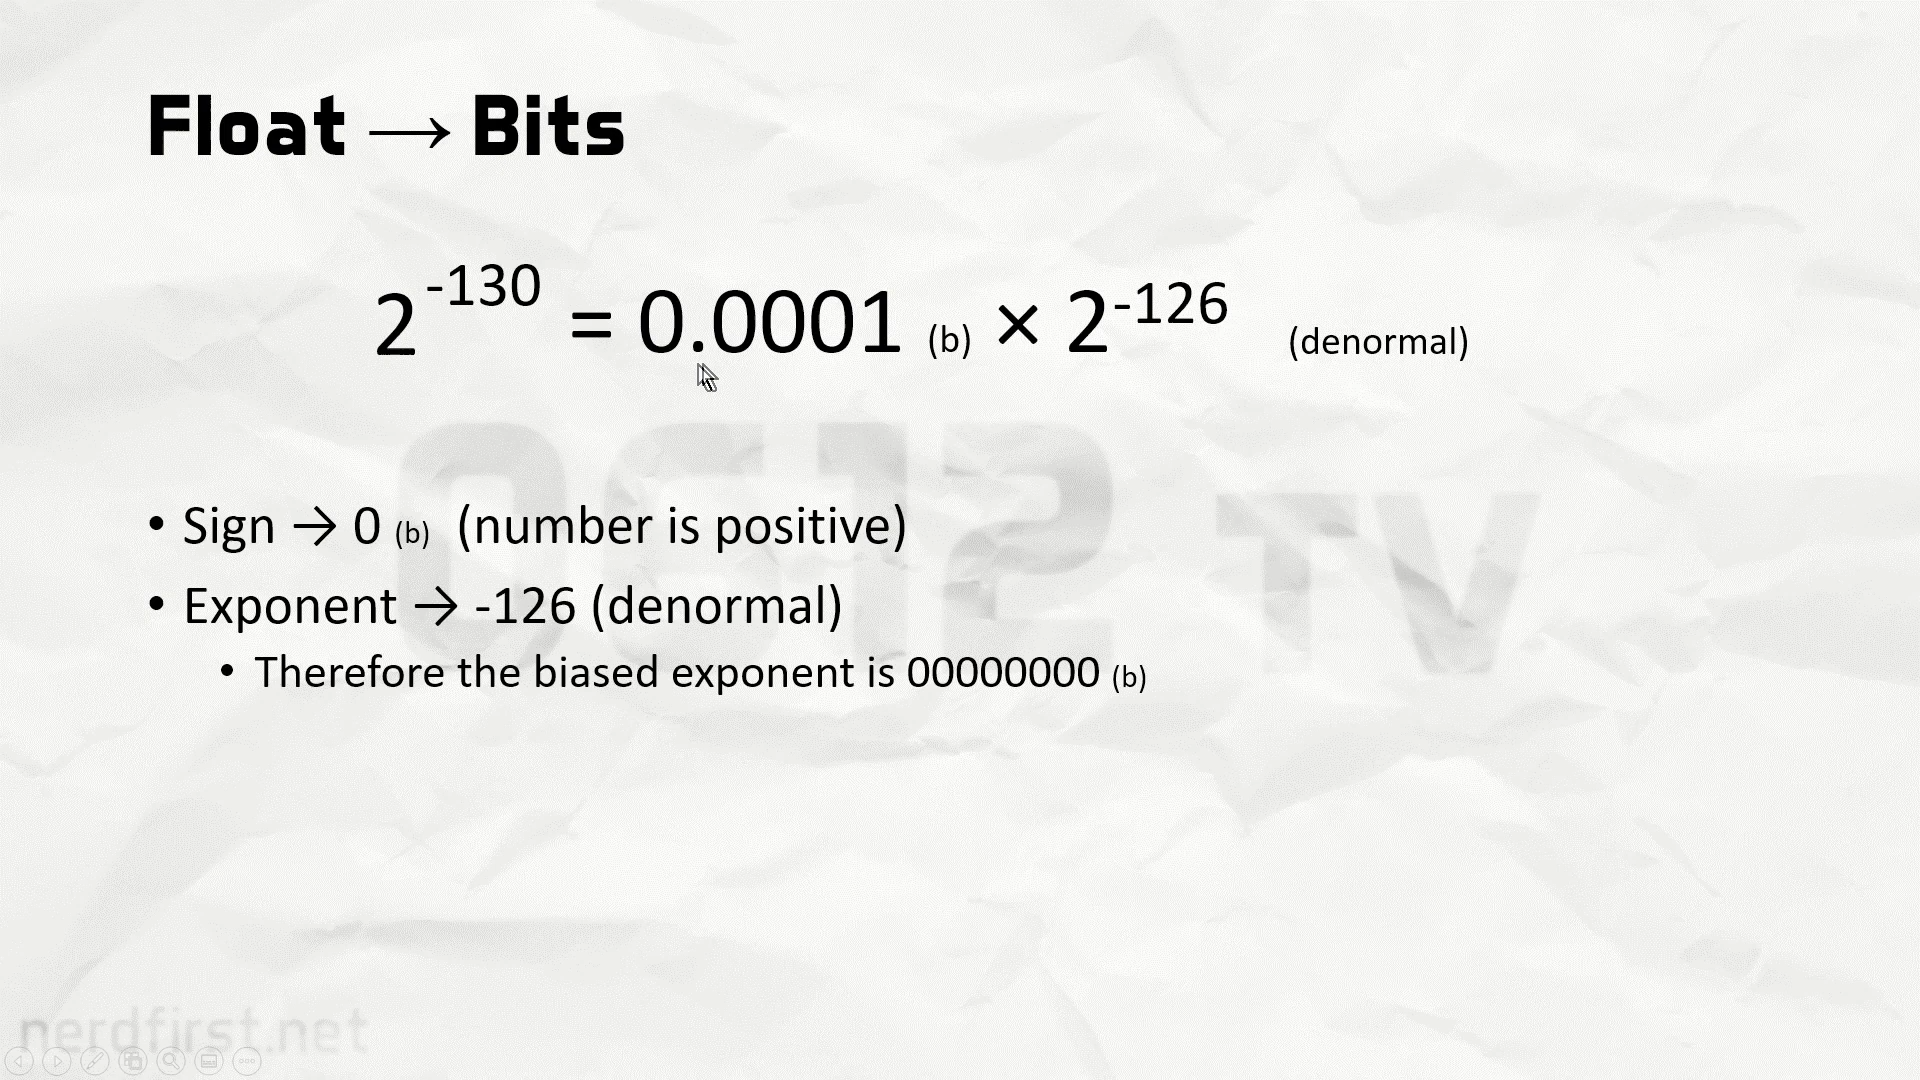 Float → Bits
2^-130 = 0.0001 (b) × 2^-126 (denormal)
0612 TV
• Sign → 0 (b) (number is positive)
• Exponent → -126 (denormal)
• Therefore the biased exponent is 00000000 (b)
nerdfirst.net